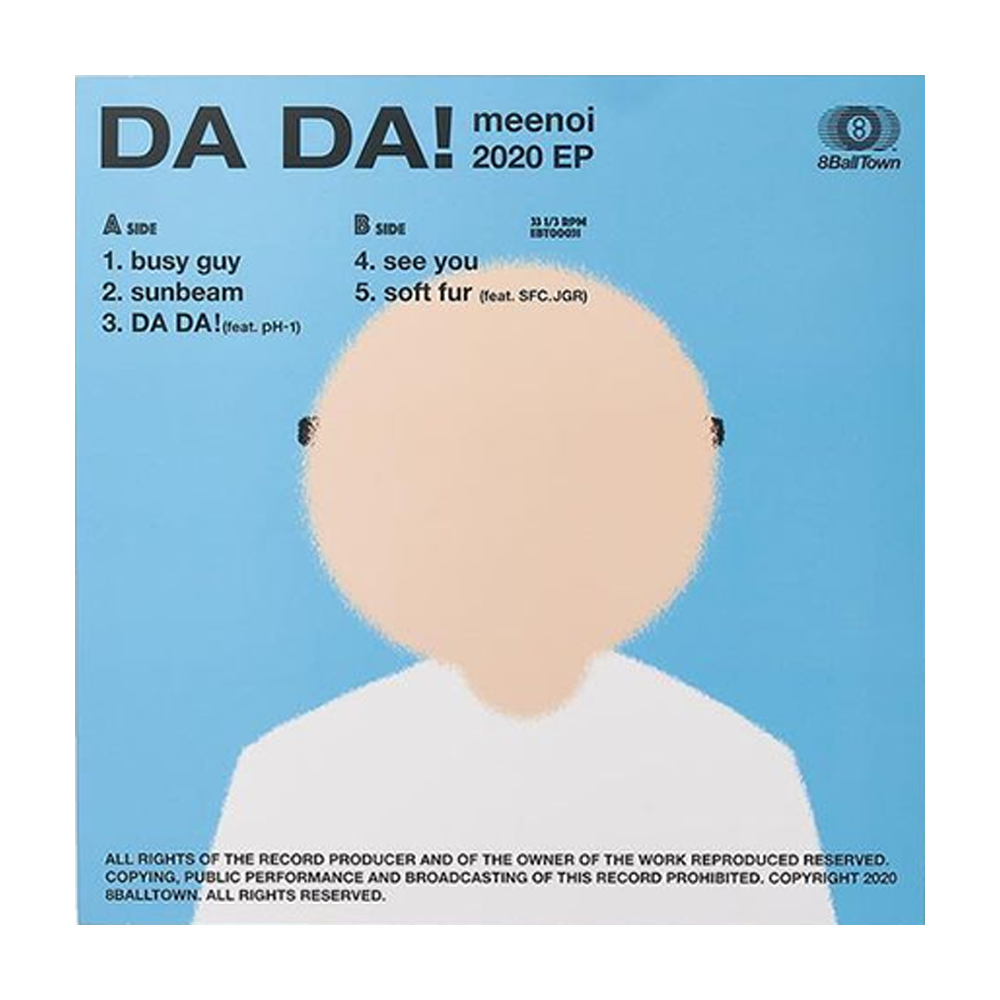 DA DA!
meenoi
2020 EP
8
8BallTown
A SIDE
1. busy guy
2. sunbeam
3. DA DA!(feat. pH-1)
B SIDE
4. see you
5. soft fur (feat. SFC.JGR)
33 1/3 RPM
EBT00031
ALL RIGHTS OF THE RECORD PRODUCER AND OF THE OWNER OF THE WORK REPRODUCED RESERVED.
COPYING, PUBLIC PERFORMANCE AND BROADCASTING OF THIS RECORD PROHIBITED. COPYRIGHT 2020
8BALLTOWN. ALL RIGHTS RESERVED.